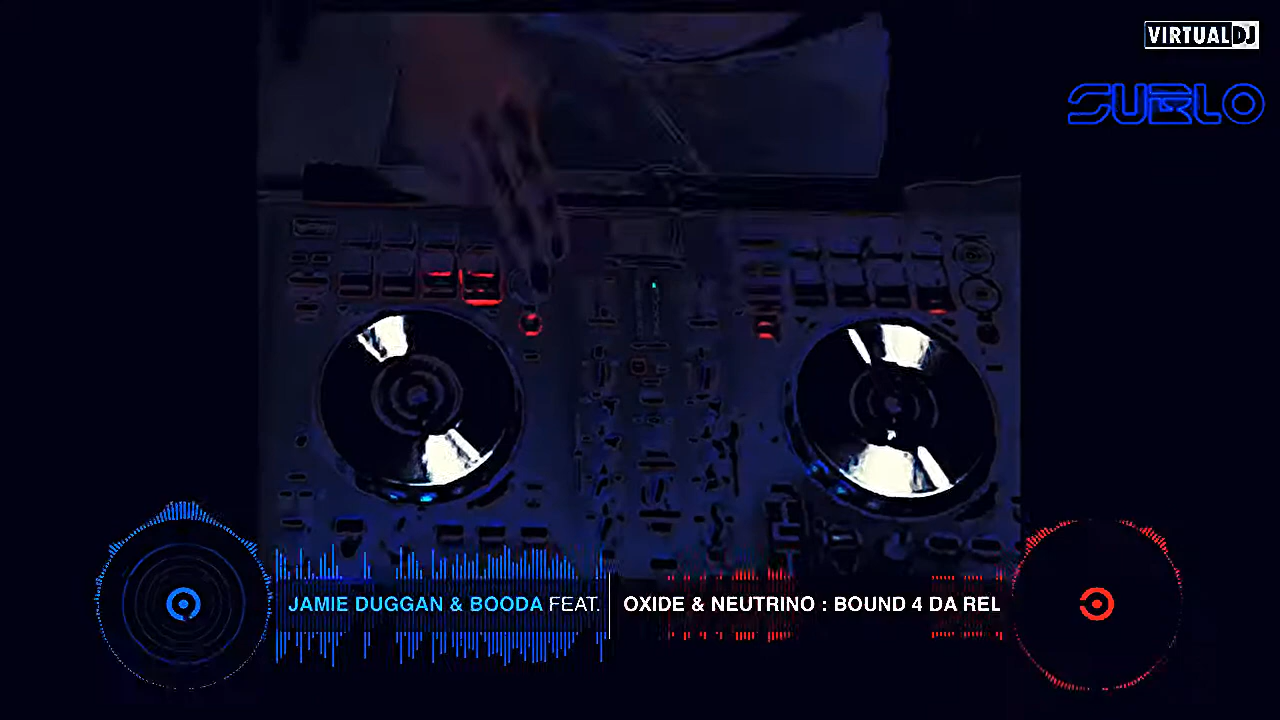 VIRTUALDJ
SUBLO
JAMIE DUGGAN & BOODA FEAT.
OXIDE & NEUTRINO : BOUND 4 DA REL